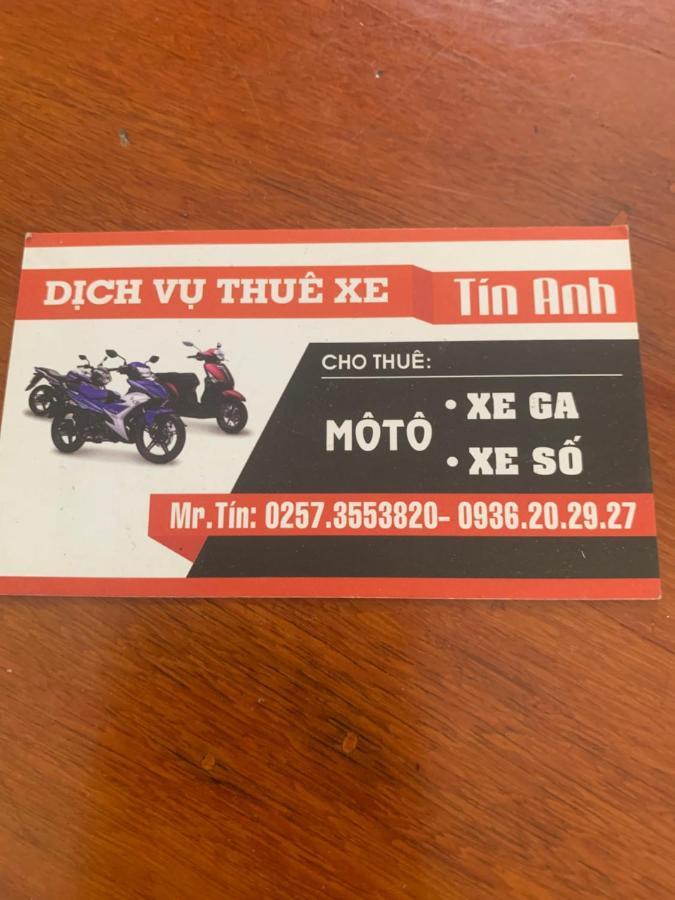 DỊCH VỤ THUÊ XE Tín Anh
CHO THUÊ:
MÔTÔ
• XE GA
• XE SỐ
Mr.Tín: 0257.3553820- 0936.20.29.27